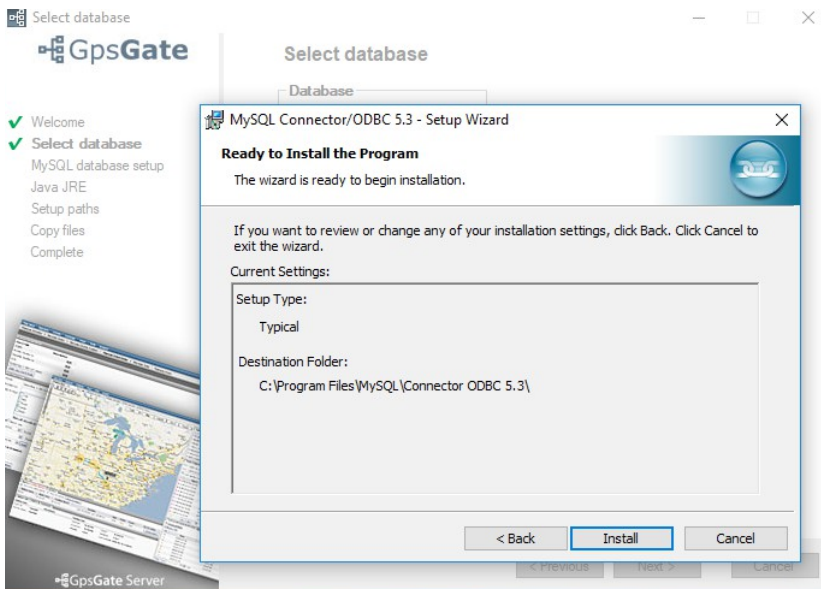 Select database
GpsGate
Select database
Database
Welcome
Select database
MySQL database setup
Java JRE
Setup paths
Copy files
Complete
MySQL Connector/ODBC 5.3 - Setup Wizard
Ready to Install the Program
The wizard is ready to begin installation.
If you want to review or change any of your installation settings, click Back. Click Cancel to
exit the wizard.
Current Settings:
Setup Type:
Typical
Destination Folder:
C:\Program Files\MySQL\Connector ODBC 5.3\
< Back
Install
Cancel
< Previous
Next >
Cancel
GpsGate Server